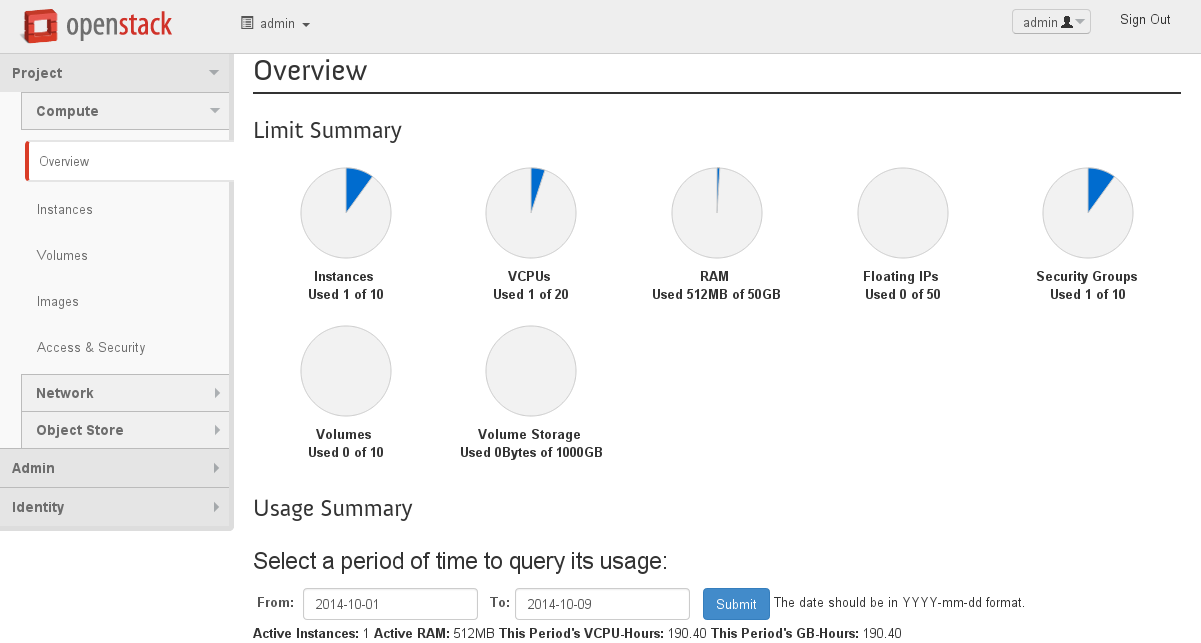 openstack admin admin Sign Out
Project
Compute
Overview
Instances
Volumes
Images
Access & Security
Network
Object Store
Admin
Identity
Overview
Limit Summary
Instances
Used 1 of 10
VCPUs
Used 1 of 20
RAM
Used 512MB of 50GB
Floating IPs
Used 0 of 50
Security Groups
Used 1 of 10
Volumes
Used 0 of 10
Volume Storage
Used 0Bytes of 1000GB
Usage Summary
Select a period of time to query its usage:
From: 2014-10-01 To: 2014-10-09 Submit The date should be in YYYY-mm-dd format.
Active Instances: 1 Active RAM: 512MB This Period's VCPU-Hours: 190.40 This Period's GB-Hours: 190.40